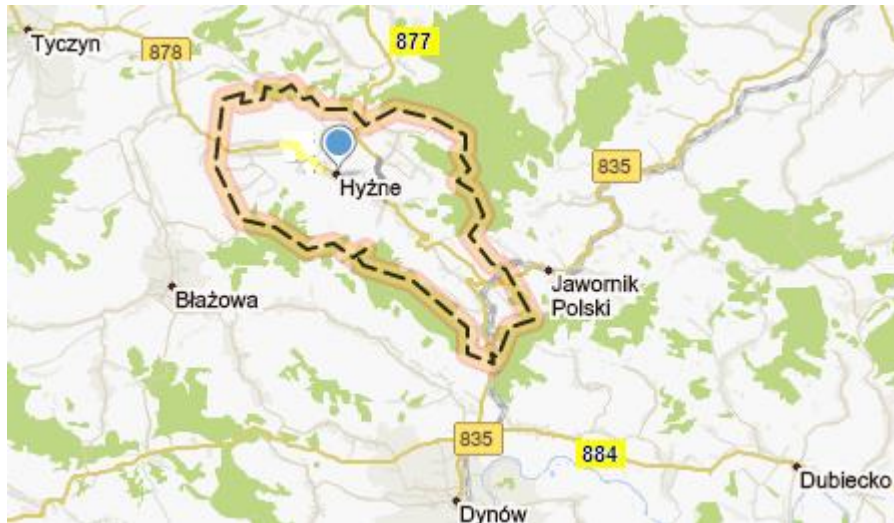 Tyczyn
878
877
835
Hyżne
Jawornik
Polski
Błażowa
835
884
Dubiecko
Dynów